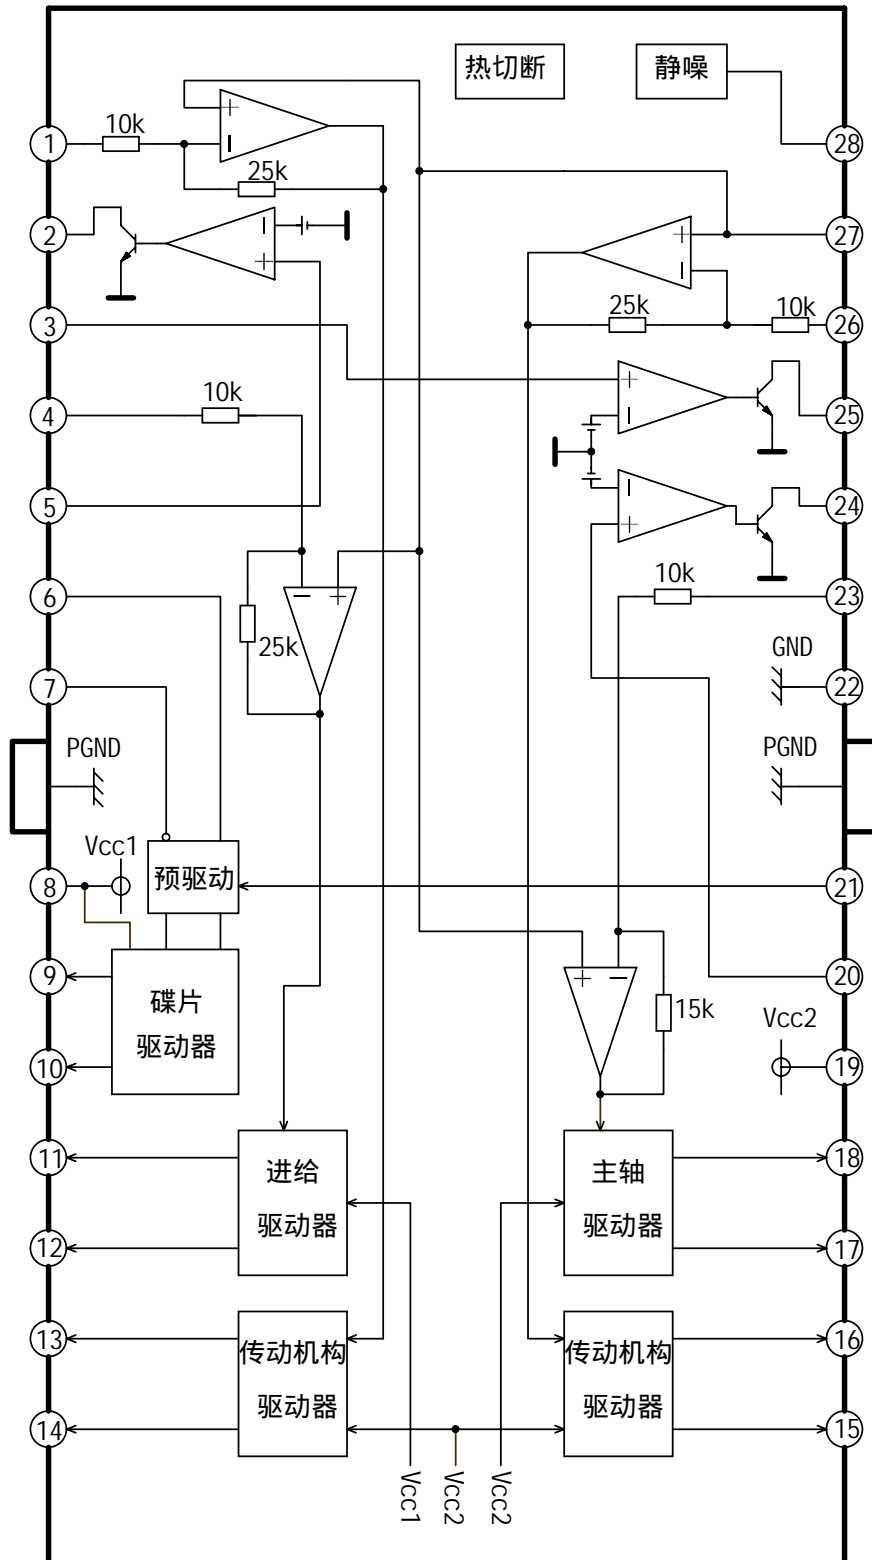 热切断
静噪
10k
1
28
25k
2
27
3
25k
10k
26
10k
4
25
5
24
6
10k
23
25k
GND
7
22
PGND
PGND
Vcc1
8
预驱动
21
9
碟片
20
15k
驱动器
Vcc2
10
19
11
进给
主轴
18
驱动器
驱动器
12
17
13
传动机构
传动机构
16
驱动器
驱动器
14
15
Vcc1
Vcc2
Vcc2